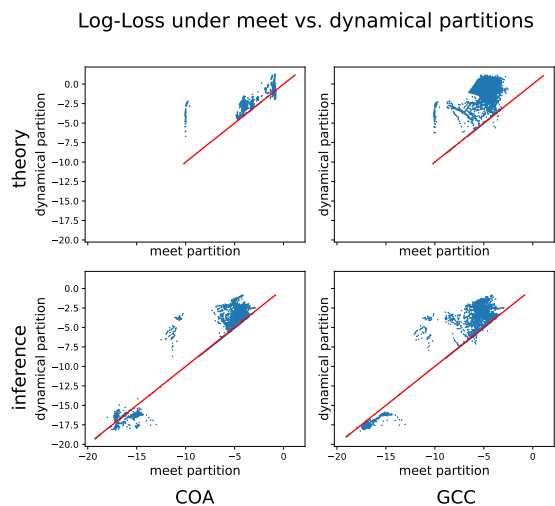 Log-Loss under meet vs. dynamical partitions
theory
dynamical partition
0.0
−2.5
−5.0
−7.5
−10.0
−12.5
−15.0
−17.5
−20.0
meet partition
dynamical partition
meet partition
inference
dynamical partition
0.0
−2.5
−5.0
−7.5
−10.0
−12.5
−15.0
−17.5
−20.0
−20 −15 −10 −5 0
meet partition
COA
dynamical partition
−20 −15 −10 −5 0
meet partition
GCC